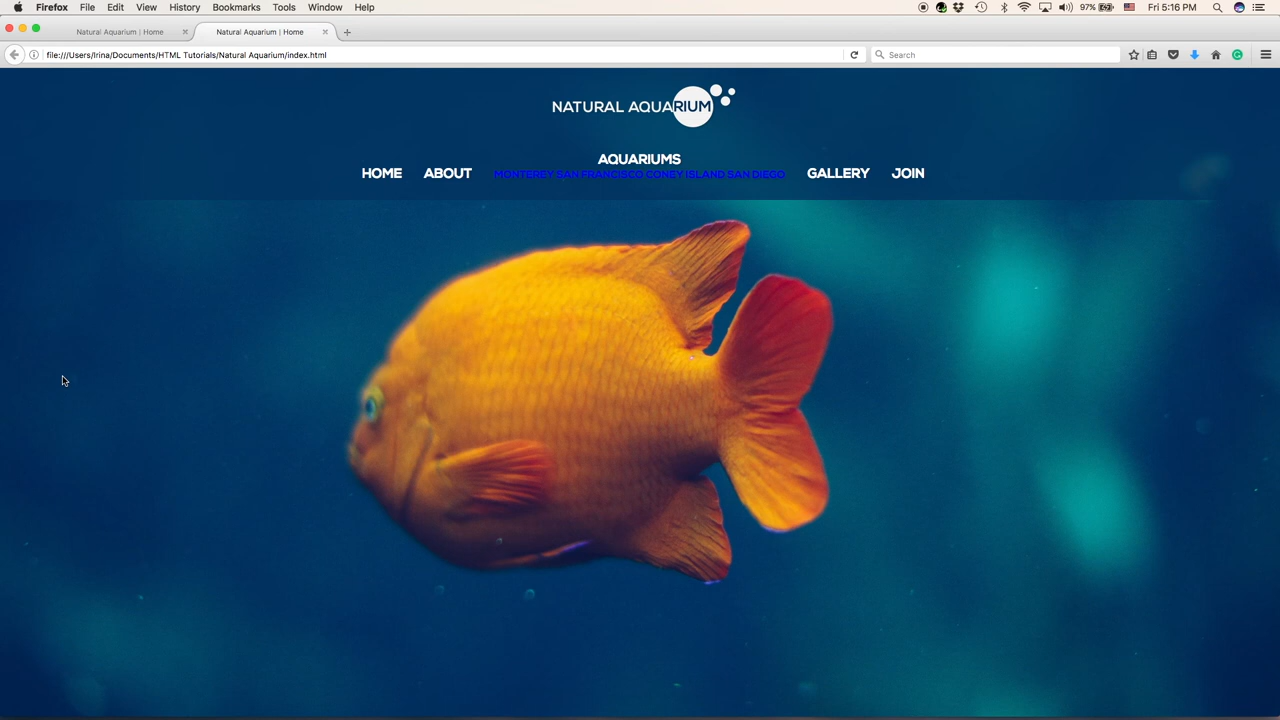 Firefox File Edit View History Bookmarks Tools Window Help 97% Fri 5:16 PM
Natural Aquarium | Home Natural Aquarium | Home
file:///Users/Irina/Documents/HTML Tutorials/Natural Aquarium/index.html Search
NATURAL AQUARIUM
AQUARIUMS
HOME ABOUT MONTEREY SAN FRANCISCO CONEY ISLAND SAN DIEGO GALLERY JOIN